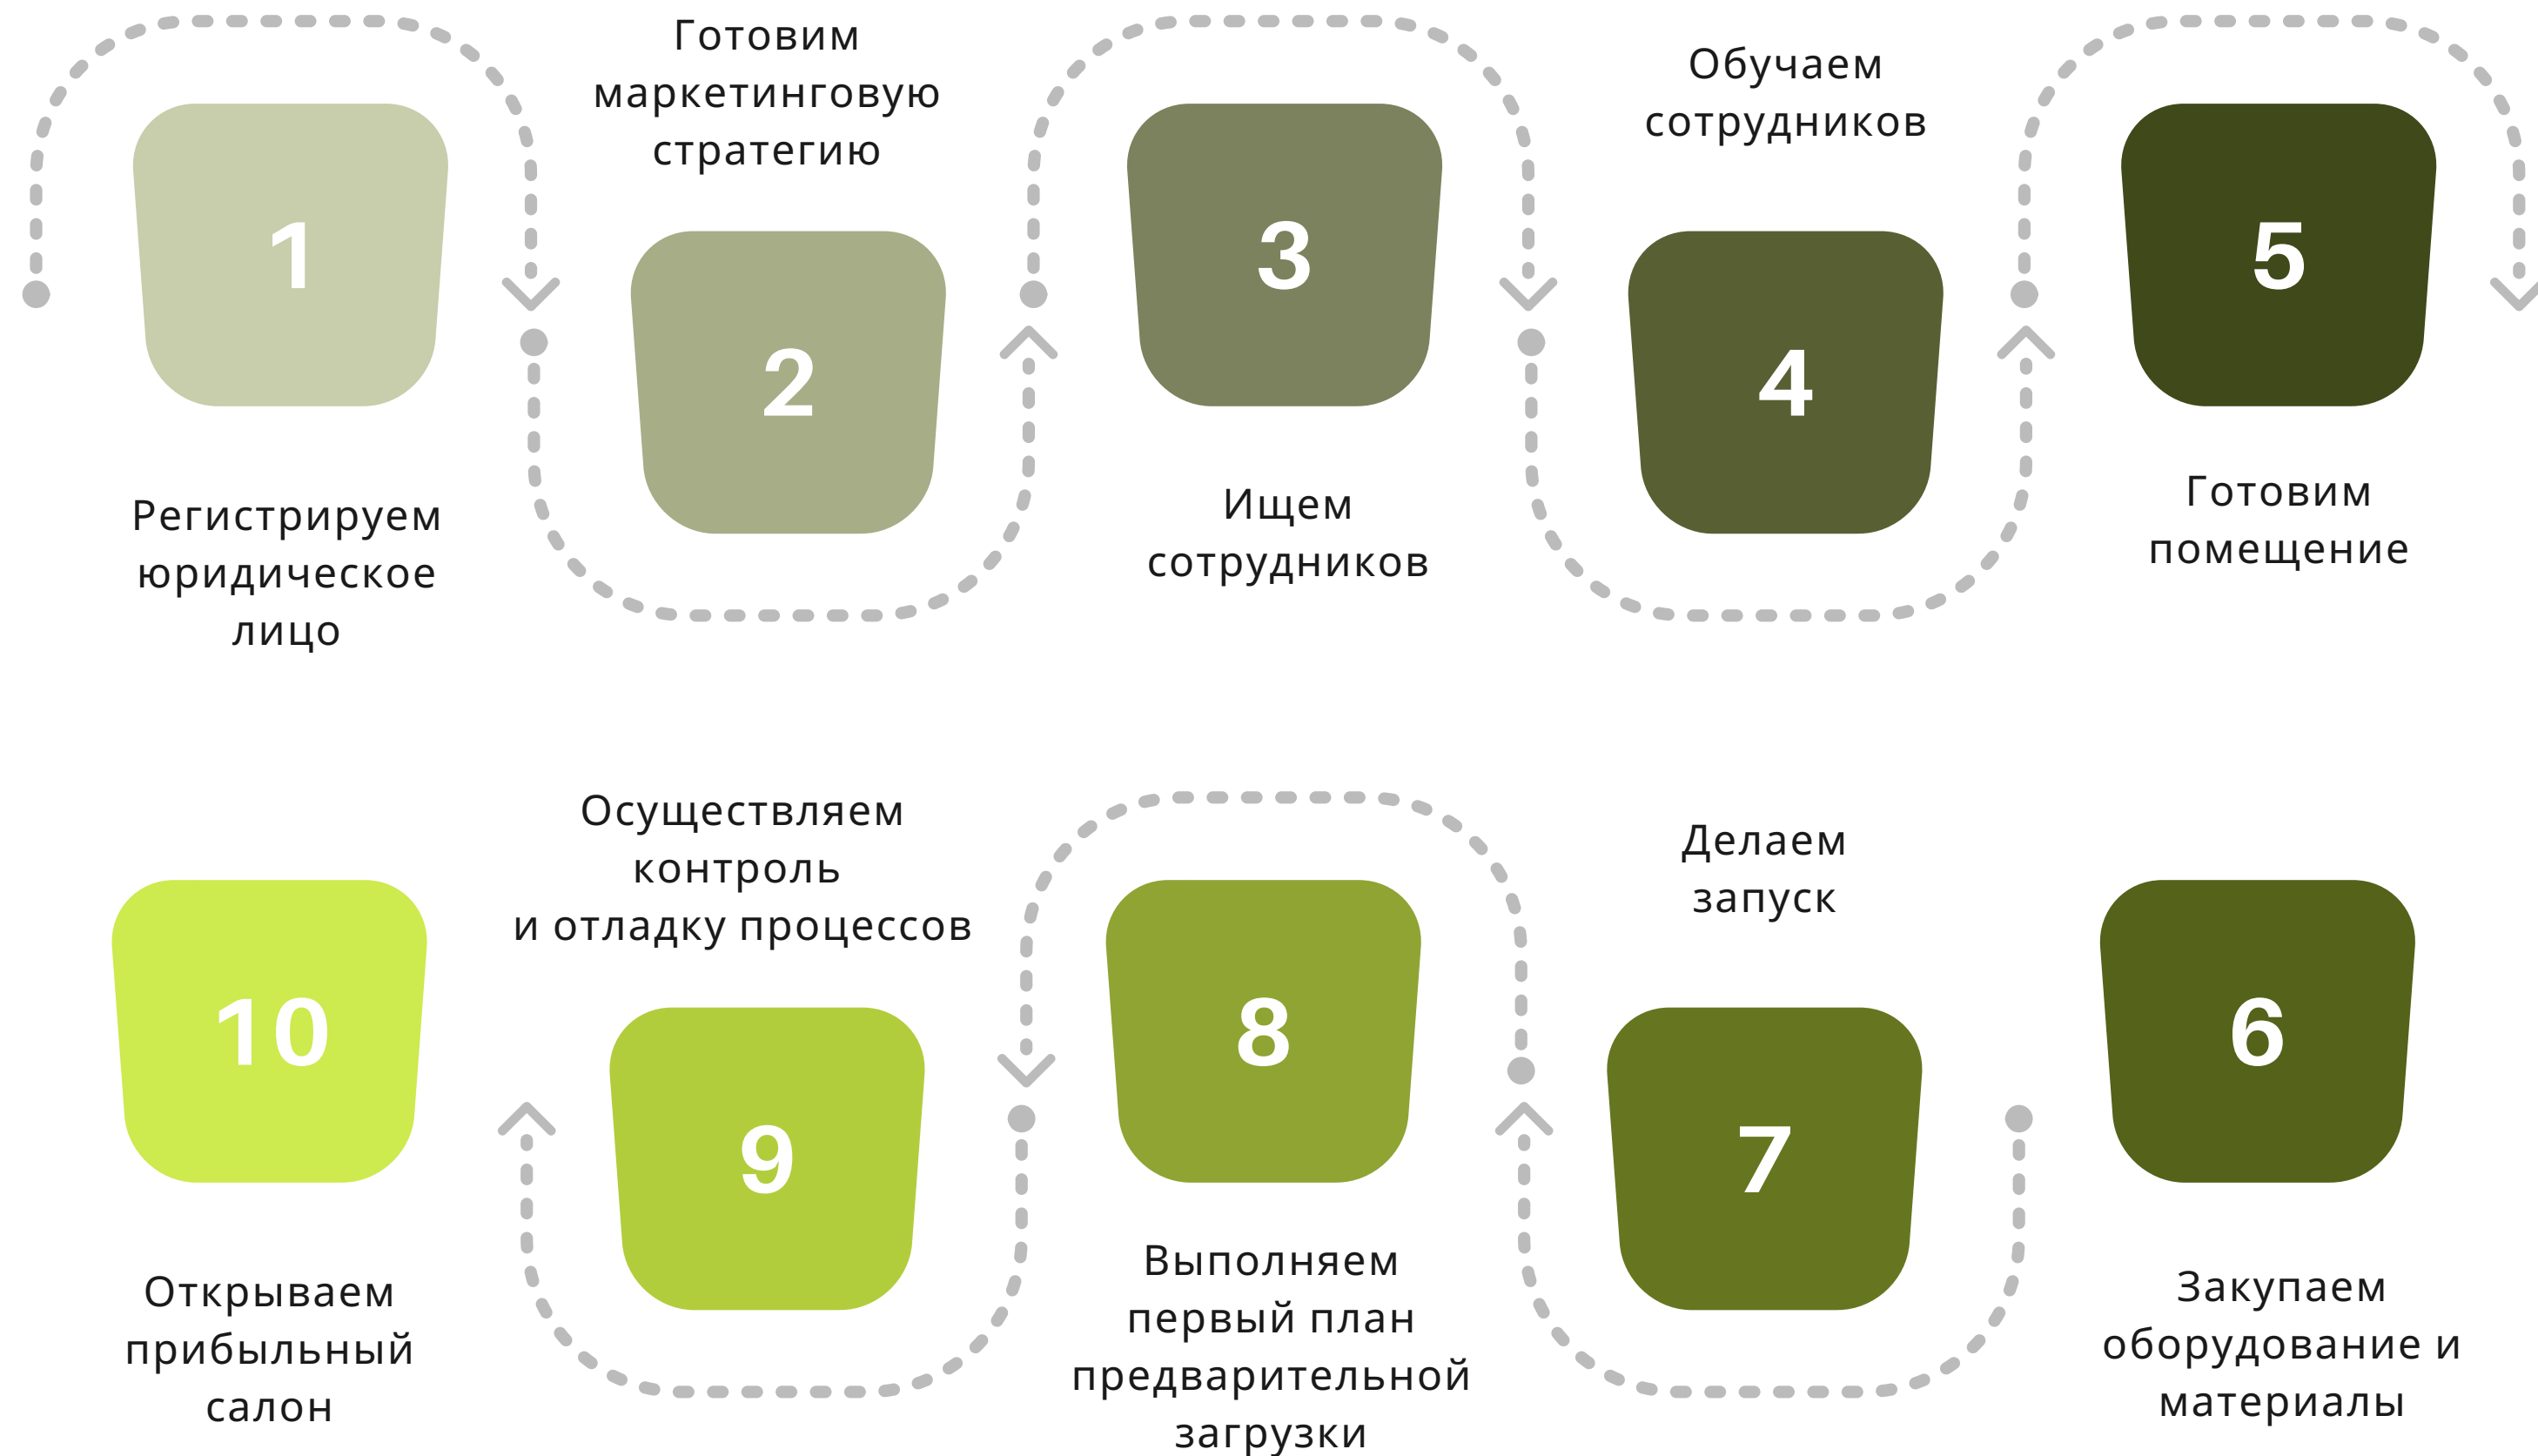 1
Регистрируем
юридическое
лицо
Готовим
маркетинговую
стратегию
2
3
Ищем
сотрудников
Обучаем
сотрудников
4
5
Готовим
помещение
6
Закупаем
оборудование и
материалы
Делаем
запуск
7
8
Выполняем
первый план
предварительной
загрузки
Осуществляем
контроль
и отладку процессов
9
10
Открываем
прибыльный
салон